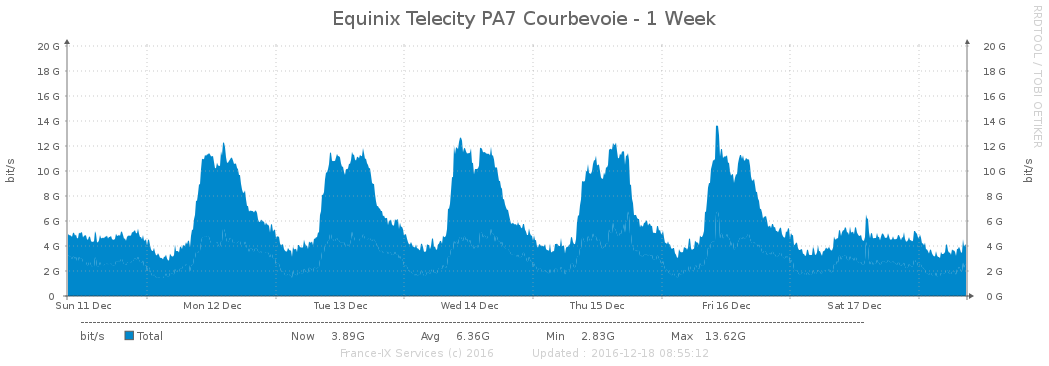 Equinix Telecity PA7 Courbevoie - 1 Week
RRDTOOL / TOBI OETIKER
bit/s
20 G 20 G
18 G 18 G
16 G 16 G
14 G 14 G
12 G 12 G
10 G 10 G
8 G 8 G
6 G 6 G
4 G 4 G
2 G 2 G
0 0 G
bit/s
Sun 11 Dec Mon 12 Dec Tue 13 Dec Wed 14 Dec Thu 15 Dec Fri 16 Dec Sat 17 Dec
bit/s Total Now 3.89G Avg 6.36G Min 2.83G Max 13.62G
France-IX Services (c) 2016 Updated : 2016-12-18 08:55:12